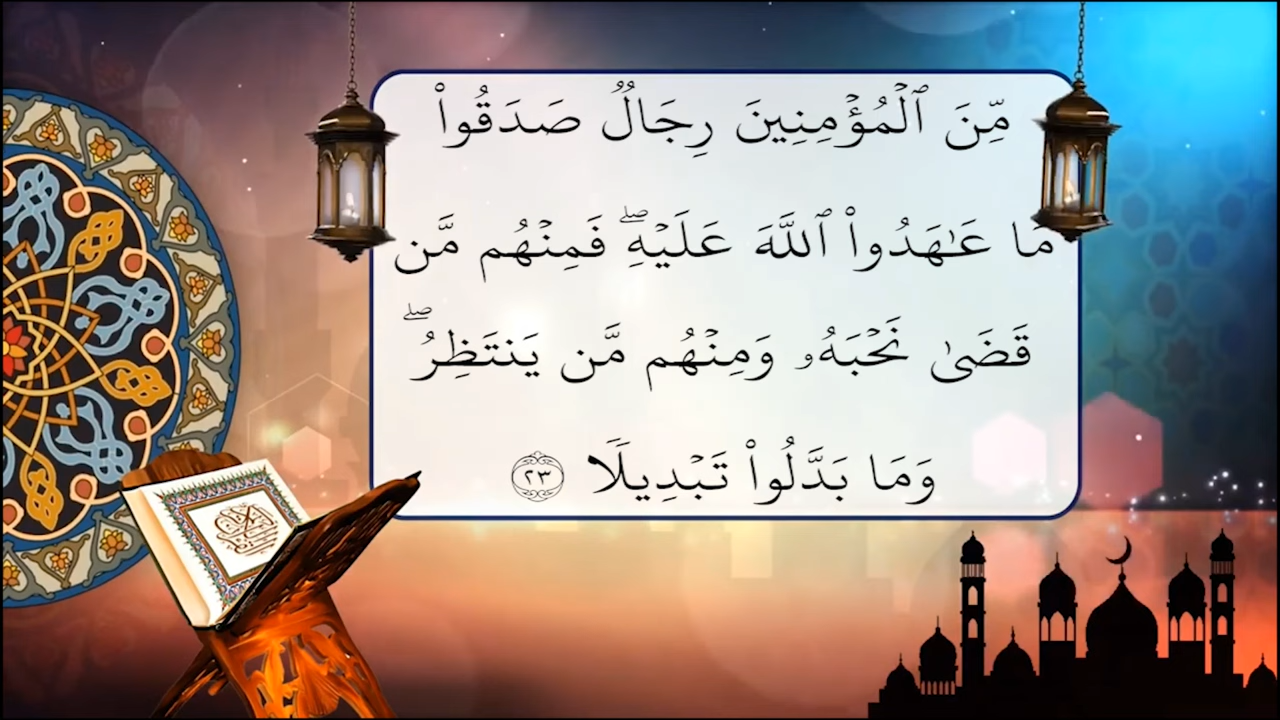 مِّنَ ٱلۡمُؤۡمِنِينَ رِجَالٞ صَدَقُواْ
مَا عَٰهَدُواْ ٱللَّهَ عَلَيۡهِۖ فَمِنۡهُم مَّن
قَضَىٰ نَحۡبَهُۥ وَمِنۡهُم مَّن يَنتَظِرُۖ
وَمَا بَدَّلُواْ تَبۡدِيلٗا ٢٣